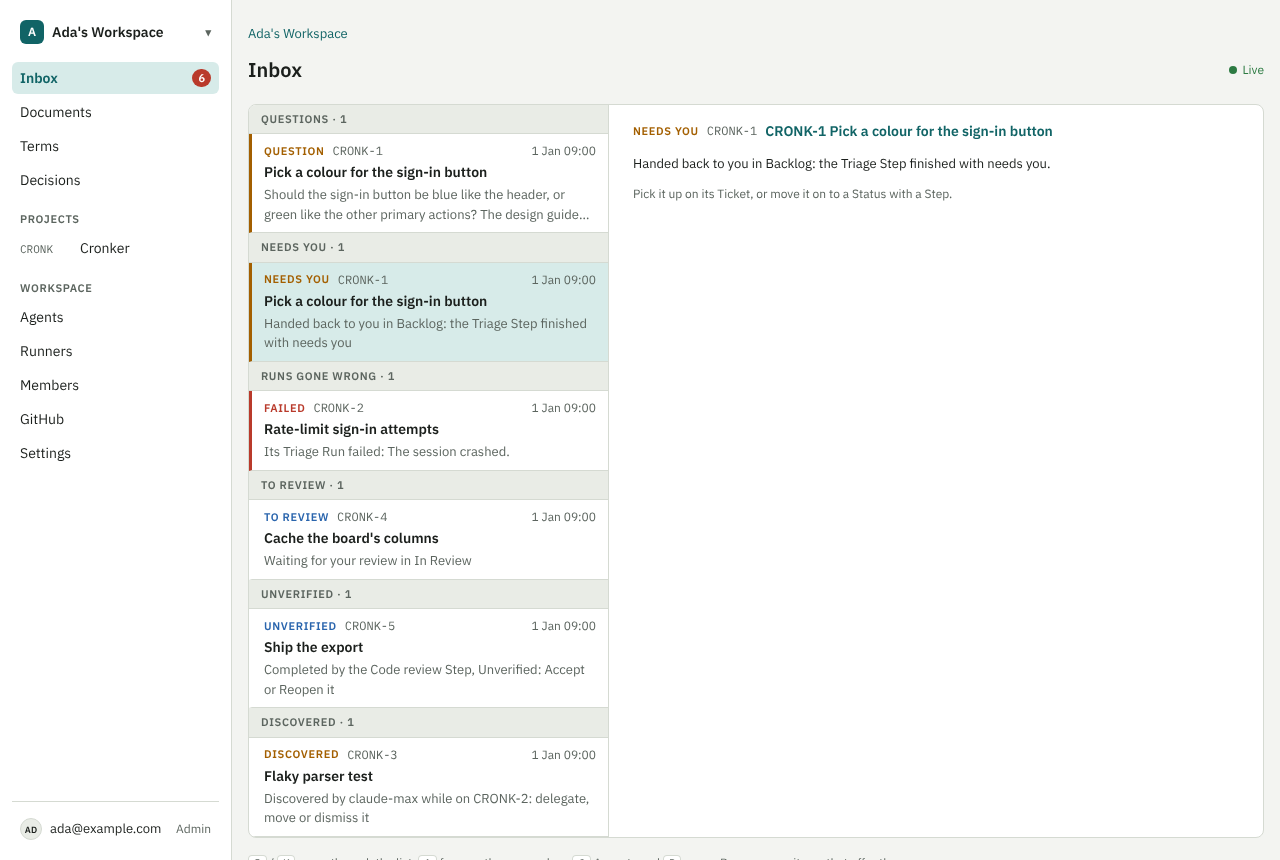 A Ada's Workspace ▾
Inbox 6
Documents
Terms
Decisions
PROJECTS
CRONK Cronker
WORKSPACE
Agents
Runners
Members
GitHub
Settings
AD ada@example.com Admin
Ada's Workspace
Inbox
Live
QUESTIONS · 1
QUESTION CRONK-1 1 Jan 09:00
Pick a colour for the sign-in button
Should the sign-in button be blue like the header, or
green like the other primary actions? The design guide…
NEEDS YOU · 1
NEEDS YOU CRONK-1 1 Jan 09:00
Pick a colour for the sign-in button
Handed back to you in Backlog: the Triage Step finished
with needs you
RUNS GONE WRONG · 1
FAILED CRONK-2 1 Jan 09:00
Rate-limit sign-in attempts
Its Triage Run failed: The session crashed.
TO REVIEW · 1
TO REVIEW CRONK-4 1 Jan 09:00
Cache the board's columns
Waiting for your review in In Review
UNVERIFIED · 1
UNVERIFIED CRONK-5 1 Jan 09:00
Ship the export
Completed by the Code review Step, Unverified: Accept
or Reopen it
DISCOVERED · 1
DISCOVERED CRONK-3 1 Jan 09:00
Flaky parser test
Discovered by claude-max while on CRONK-2: delegate,
move or dismiss it
NEEDS YOU CRONK-1 CRONK-1 Pick a colour for the sign-in button
Handed back to you in Backlog: the Triage Step finished with needs you.
Pick it up on its Ticket, or move it on to a Status with a Step.